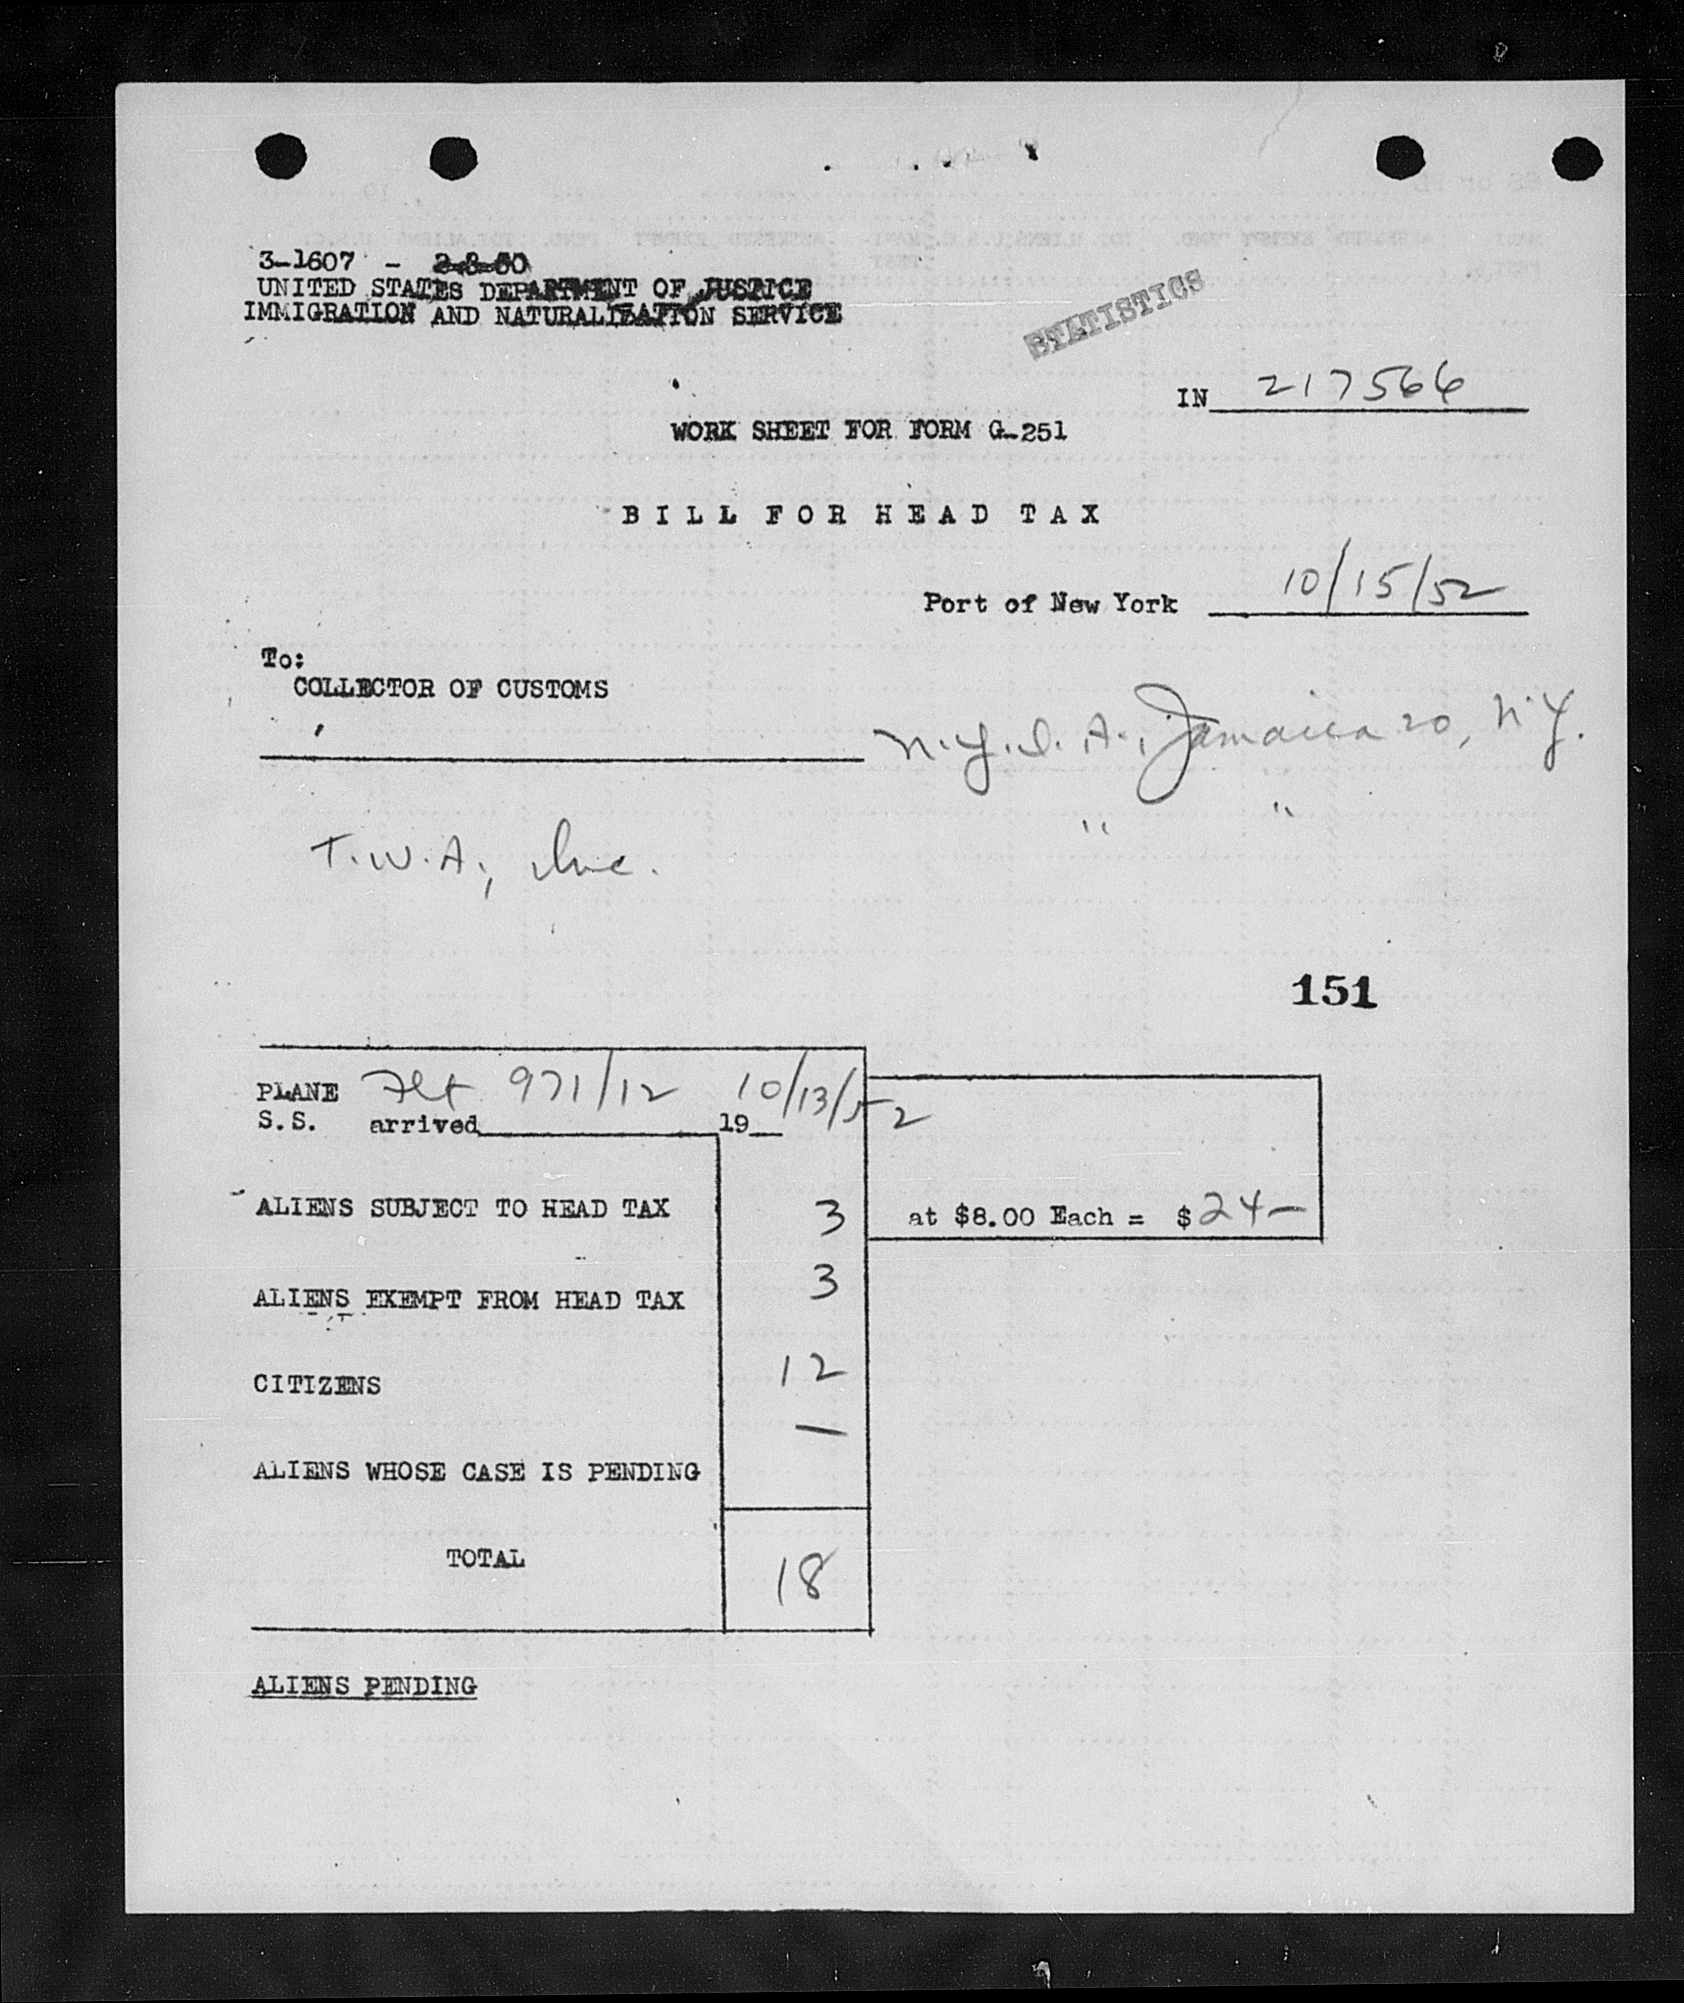 3-1607 - 2-8-50
UNITED STATES DEPARTMENT OF JUSTICE
IMMIGRATION AND NATURALIZATION SERVICE
STATISTICS
IN 217566
WORK SHEET FOR FORM G-251
BILL FOR HEAD TAX
Port of New York 10/15/52
To:
COLLECTOR OF CUSTOMS
N.Y.I.A., Jamaica 20, N.Y.
" "
T.W.A., Inc.
151
PLANE Flt 971/12 10/13/52
S.S. arrived 19
ALIENS SUBJECT TO HEAD TAX 3 at $8.00 Each = $24-
ALIENS EXEMPT FROM HEAD TAX 3
CITIZENS 12
ALIENS WHOSE CASE IS PENDING —
TOTAL 18
ALIENS PENDING